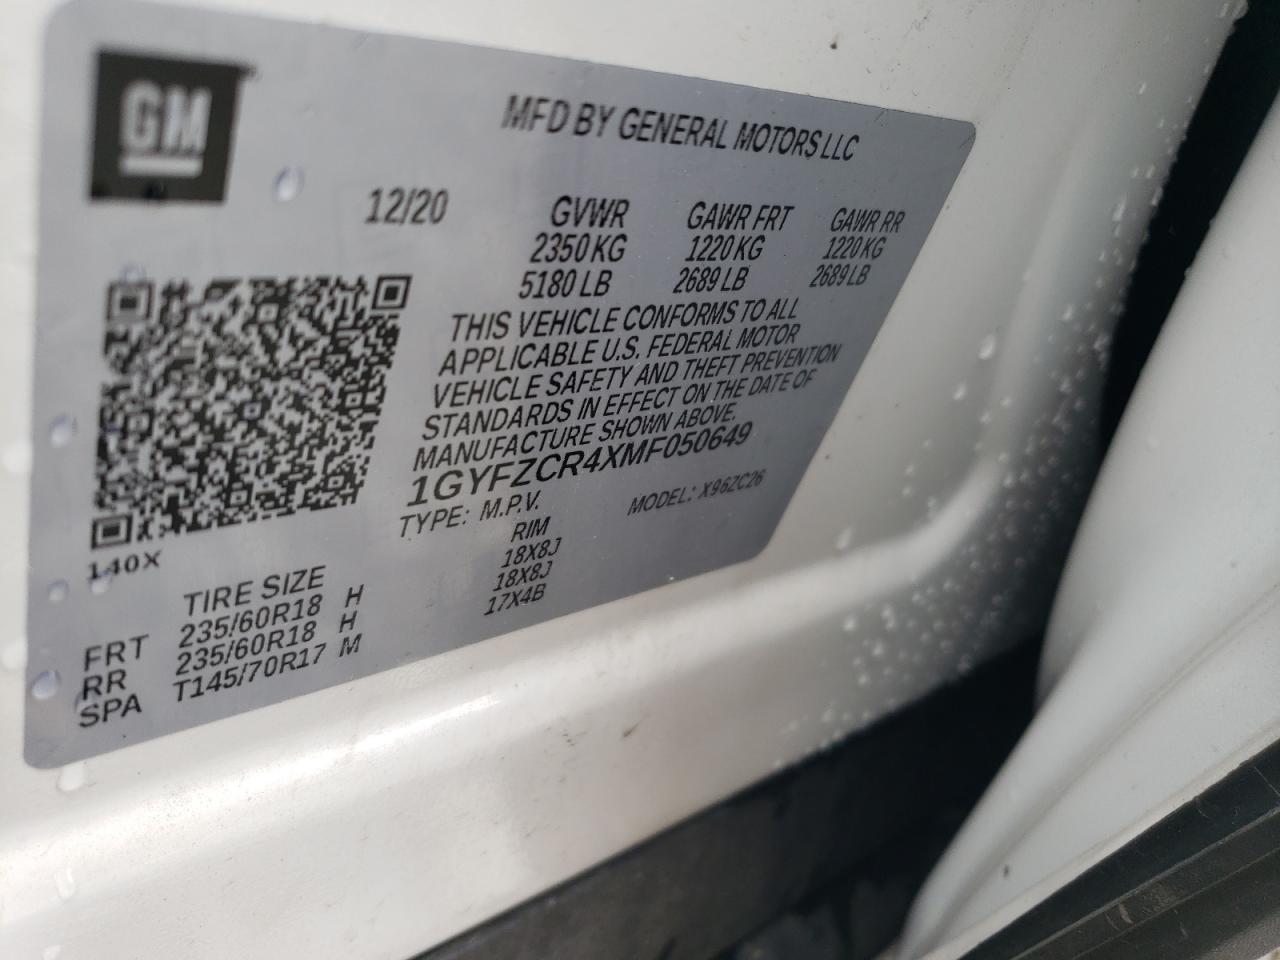 GM
MFD BY GENERAL MOTORS LLC
12/20
GVWR GAWR FRT GAWR RR
2350 KG 1220 KG 1220 KG
5180 LB 2689 LB 2689 LB
THIS VEHICLE CONFORMS TO ALL
APPLICABLE U.S. FEDERAL MOTOR
VEHICLE SAFETY AND THEFT PREVENTION
STANDARDS IN EFFECT ON THE DATE OF
MANUFACTURE SHOWN ABOVE.
1GYFZCR4XMF050649
TYPE: M.P.V. MODEL: X96ZC26
140X
TIRE SIZE RIM
FRT 235/60R18 H 18X8J
RR 235/60R18 H 18X8J
SPA T145/70R17 M 17X4B